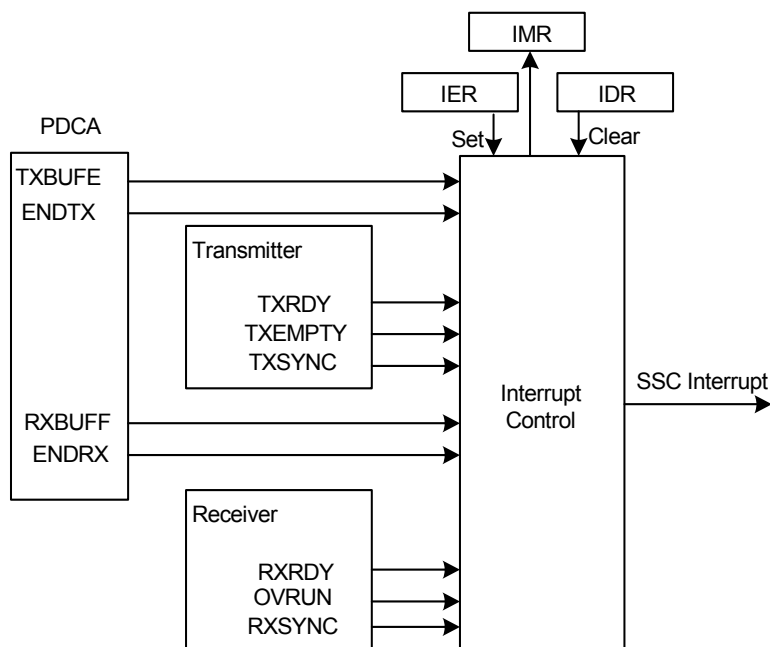 IMR
IER
IDR
PDCA
Set
Clear
TXBUFE
ENDTX
Transmitter
TXRDY
TXEMPTY
TXSYNC
SSC Interrupt
Interrupt
Control
RXBUFF
ENDRX
Receiver
RXRDY
OVRUN
RXSYNC